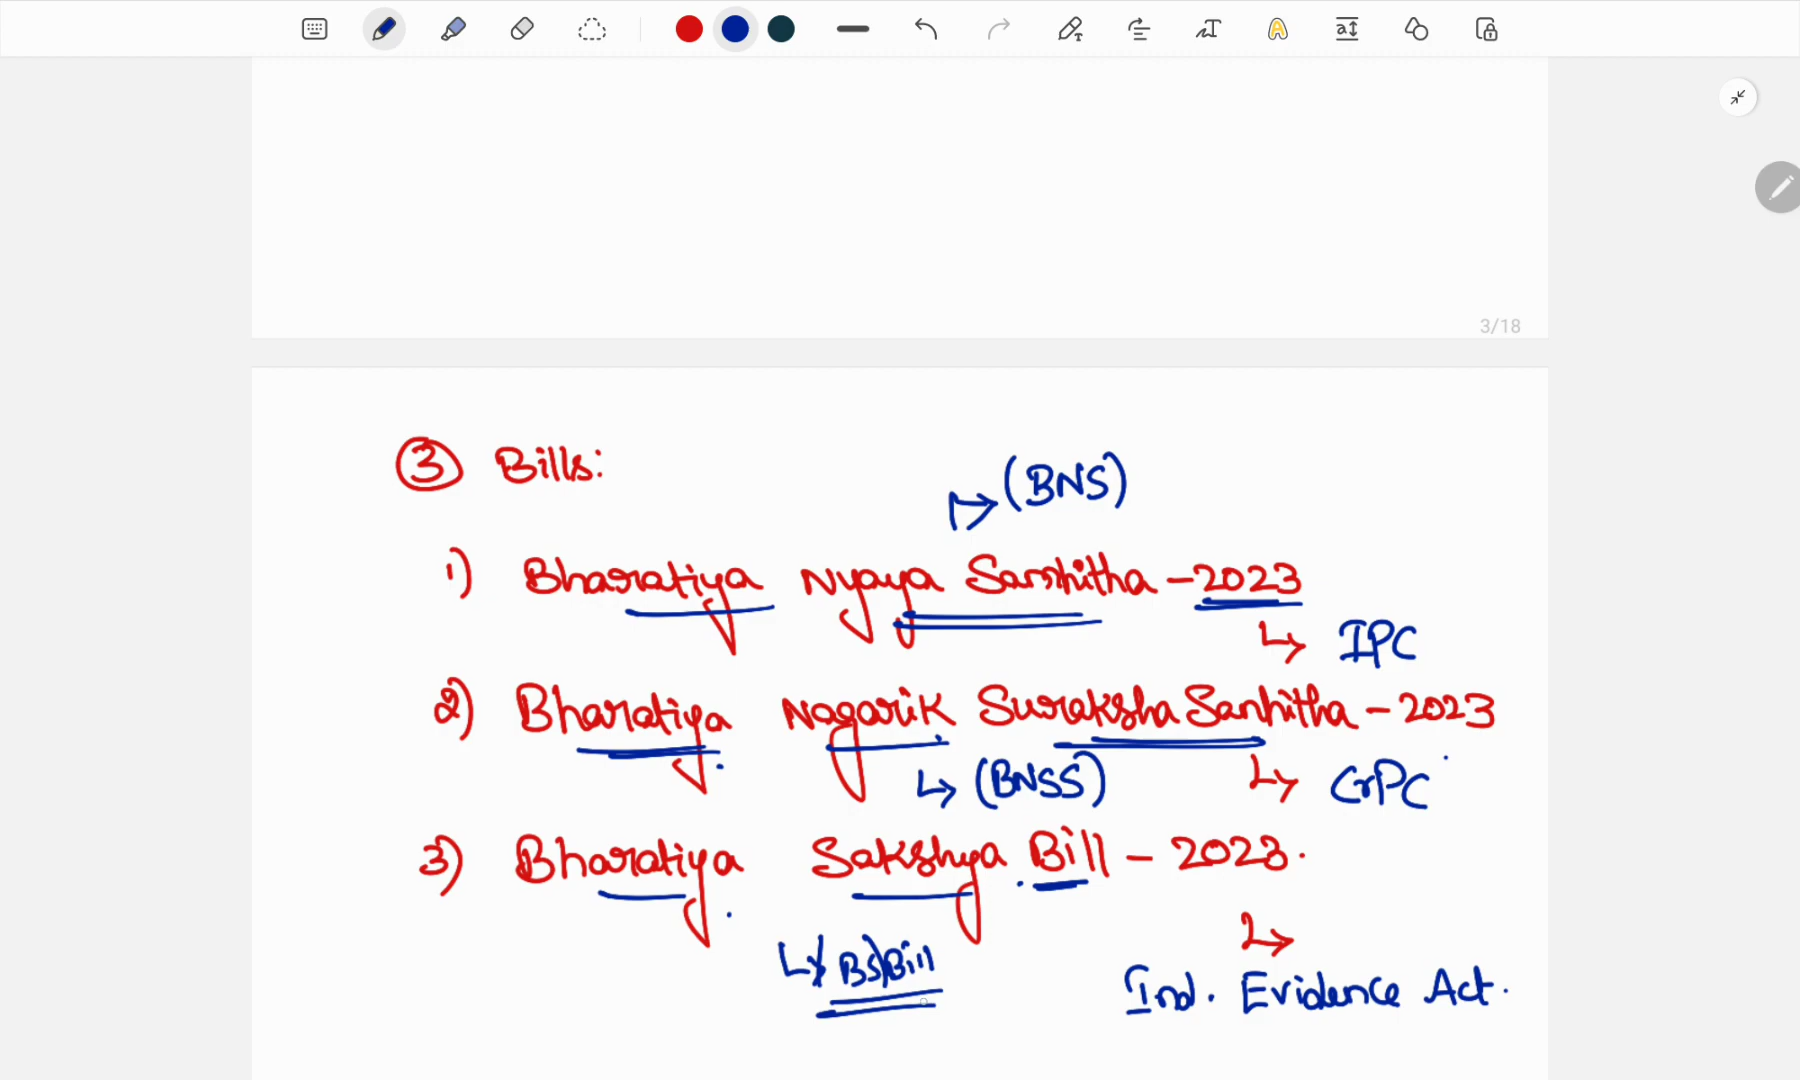 3/18
③ Bills:
↦ (BNS)
1) Bharatiya Nyaya Sanhitha - 2023
↳ IPC
2) Bharatiya Nagarik Suraksha Sanhitha - 2023
↳ (BNSS) ↳ CrPC
3) Bharatiya Sakshya Bill - 2023.
↳ (BS) Bill ↳
Ind. Evidence Act.